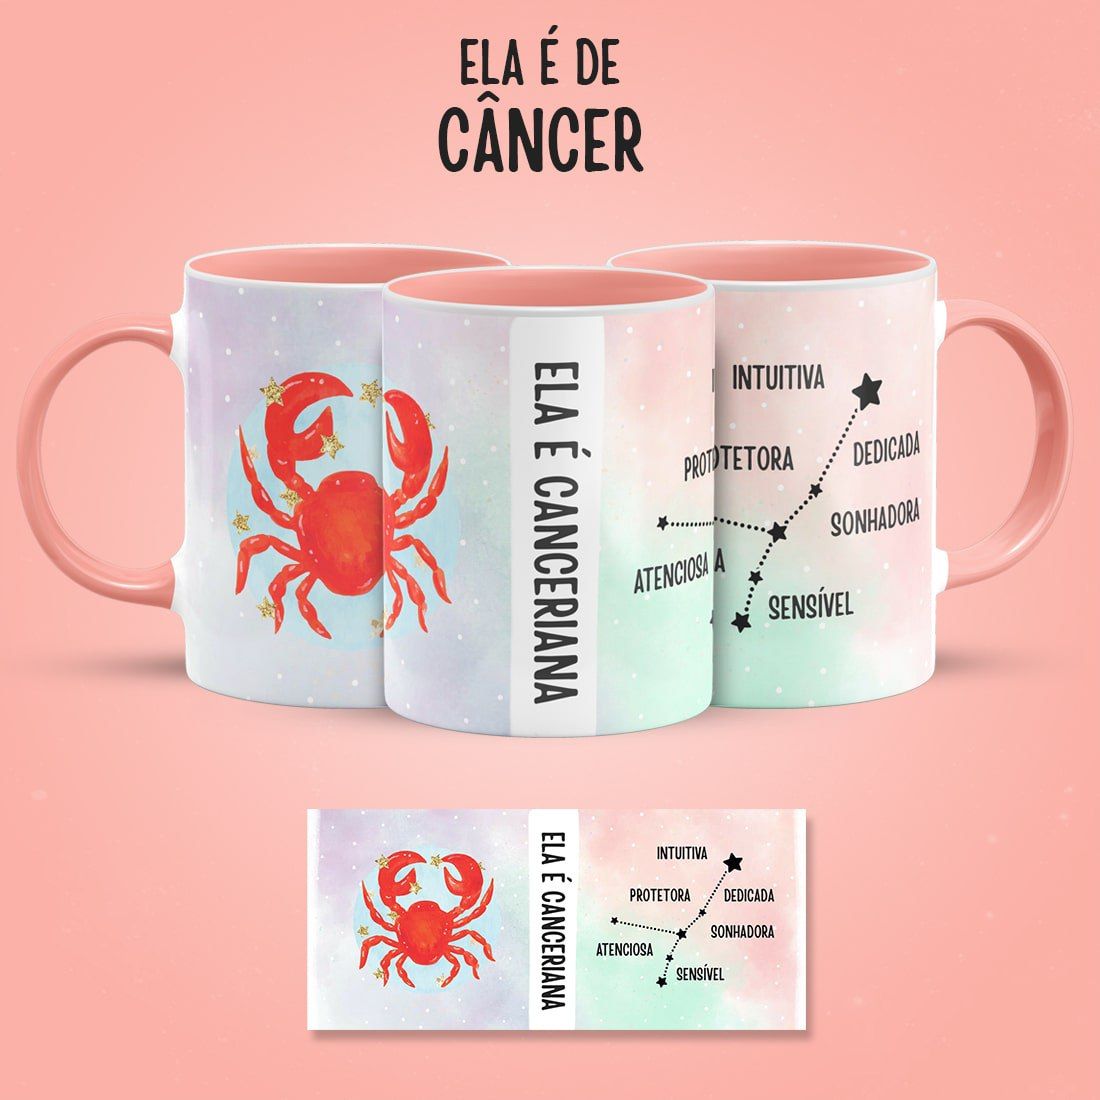 ELA É DE
CÂNCER
ELA É CANCERIANA
INTUITIVA
PROTETORA
DEDICADA
SONHADORA
ATENCIOSA
SENSÍVEL
ELA É CANCERIANA
INTUITIVA
PROTETORA
DEDICADA
SONHADORA
ATENCIOSA
SENSÍVEL